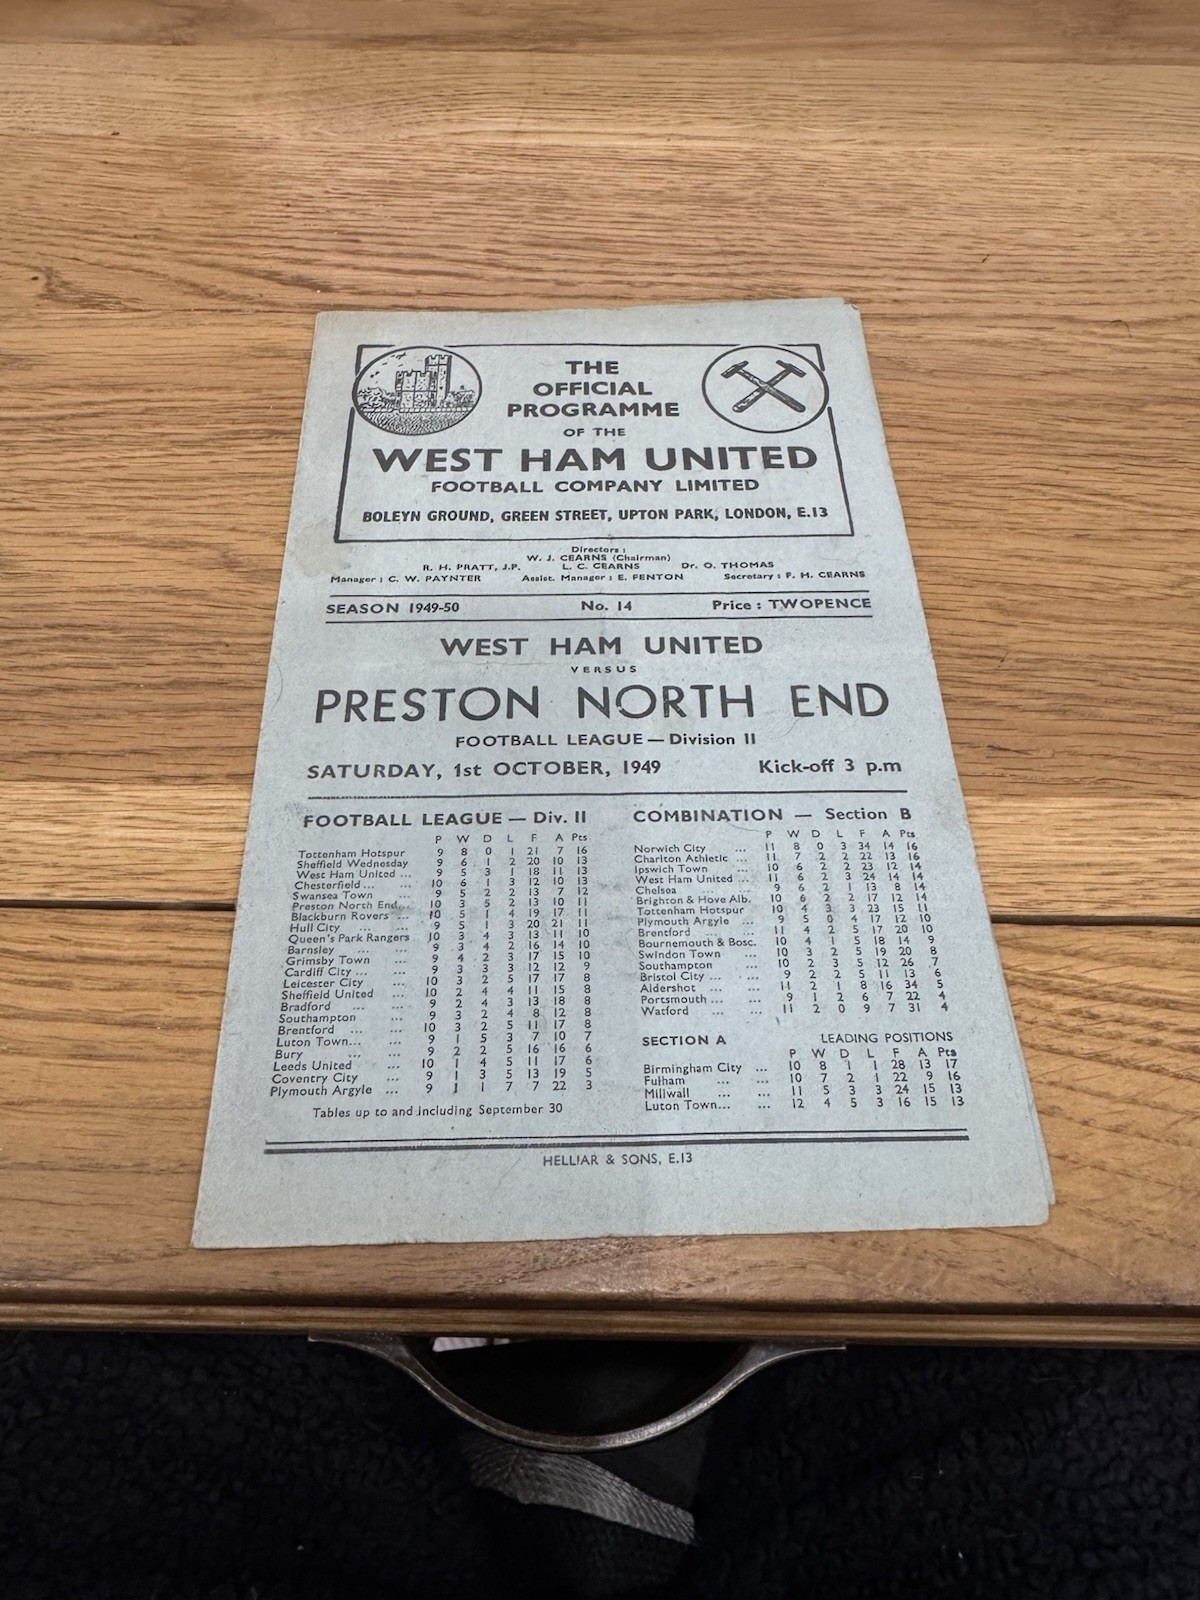 THE
OFFICIAL
PROGRAMME
OF THE
WEST HAM UNITED
FOOTBALL COMPANY LIMITED
BOLEYN GROUND, GREEN STREET, UPTON PARK, LONDON, E.13
Directors :
W. J. CEARNS (Chairman)
R. H. PRATT, J.P. L. C. CEARNS Dr. O. THOMAS
Manager : C. W. PAYNTER Assist. Manager : E. FENTON Secretary : F. H. CEARNS
SEASON 1949-50 No. 14 Price : TWOPENCE
WEST HAM UNITED
VERSUS
PRESTON NORTH END
FOOTBALL LEAGUE — Division II
SATURDAY, 1st OCTOBER, 1949 Kick-off 3 p.m
FOOTBALL LEAGUE — Div. II
P W D L F A Pts.
Tottenham Hotspur 9 8 0 1 21 7 16
Sheffield Wednesday 9 6 1 2 20 10 13
West Ham United ... 9 5 3 1 18 11 13
Chesterfield ... ... 10 6 1 3 12 10 13
Swansea Town ... 9 5 2 2 13 7 12
Preston North End... 10 3 5 2 13 10 11
Blackburn Rovers ... 10 5 1 4 19 17 11
Hull City ... ... 9 5 1 3 20 21 11
Queen's Park Rangers 10 3 4 3 13 11 10
Barnsley ... ... 9 3 4 2 16 14 10
Grimsby Town ... 9 4 2 3 17 15 10
Cardiff City ... ... 9 3 3 3 12 12 9
Leicester City ... 10 3 2 5 17 17 8
Sheffield United ... 10 2 4 4 11 15 8
Bradford ... ... 9 2 4 3 13 18 8
Southampton ... 9 3 2 4 8 12 8
Brentford ... ... 10 3 2 5 11 17 8
Luton Town... ... 9 1 5 3 7 10 7
Bury ... ... 9 2 2 5 16 16 6
Leeds United ... 10 1 4 5 11 17 6
Coventry City ... 9 1 3 5 13 19 5
Plymouth Argyle ... 9 1 1 7 7 22 3
Tables up to and including September 30
COMBINATION — Section B
P W D L F A Pts
Norwich City ... 11 8 0 3 34 14 16
Charlton Athletic ... 11 7 2 2 22 13 16
Ipswich Town ... 10 6 2 2 23 12 14
West Ham United ... 11 6 2 3 24 14 14
Chelsea ... ... 9 6 2 1 13 8 14
Brighton & Hove Alb. 10 6 2 2 17 12 14
Tottenham Hotspur 10 4 3 3 23 15 11
Plymouth Argyle ... 9 5 0 4 17 12 10
Brentford ... ... 11 4 2 5 17 20 10
Bournemouth & Bosc. 10 4 1 5 18 14 9
Swindon Town ... 10 3 2 5 19 20 8
Southampton ... 10 2 3 5 12 26 7
Bristol City ... ... 9 2 2 5 11 13 6
Aldershot ... ... 11 2 1 8 16 34 5
Portsmouth ... ... 9 1 2 6 7 22 4
Watford ... ... 11 2 0 9 7 31 4
SECTION A LEADING POSITIONS
P W D L F A Pts
Birmingham City ... 10 8 1 1 28 13 17
Fulham ... ... 10 7 2 1 22 9 16
Millwall ... ... 11 5 3 3 24 15 13
Luton Town... ... 12 4 5 3 16 15 13
HELLIAR & SONS, E.13